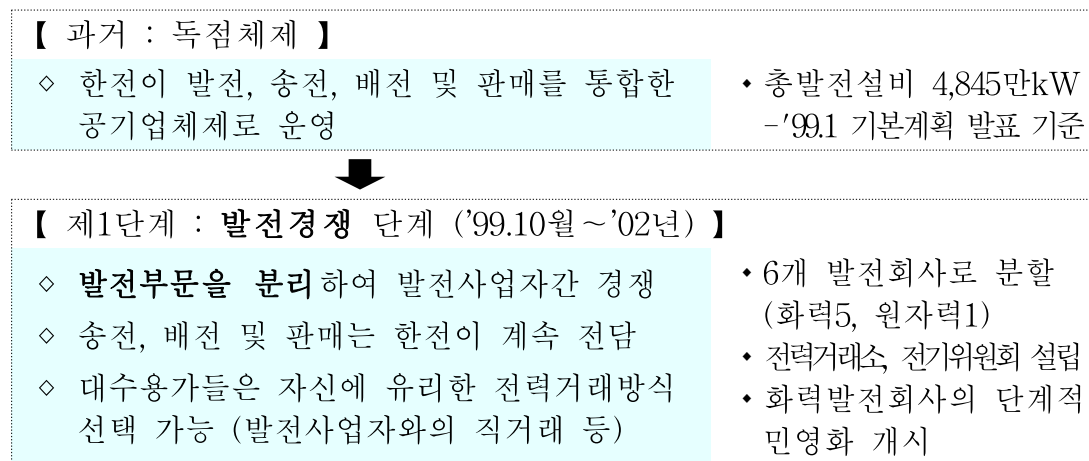 【 과거 : 독점체제 】
◇ 한전이 발전, 송전, 배전 및 판매를 통합한
공기업체제로 운영
◆ 총발전설비 4,845만kW
-'99.1 기본계획 발표 기준
【 제1단계 : 발전경쟁 단계 ('99.10월~'02년) 】
◇ 발전부문을 분리하여 발전사업자간 경쟁
◇ 송전, 배전 및 판매는 한전이 계속 전담
◇ 대수용가들은 자신에 유리한 전력거래방식
선택 가능 (발전사업자와의 직거래 등)
◆ 6개 발전회사로 분할
(화력5, 원자력1)
◆ 전력거래소, 전기위원회 설립
◆ 화력발전회사의 단계적
민영화 개시